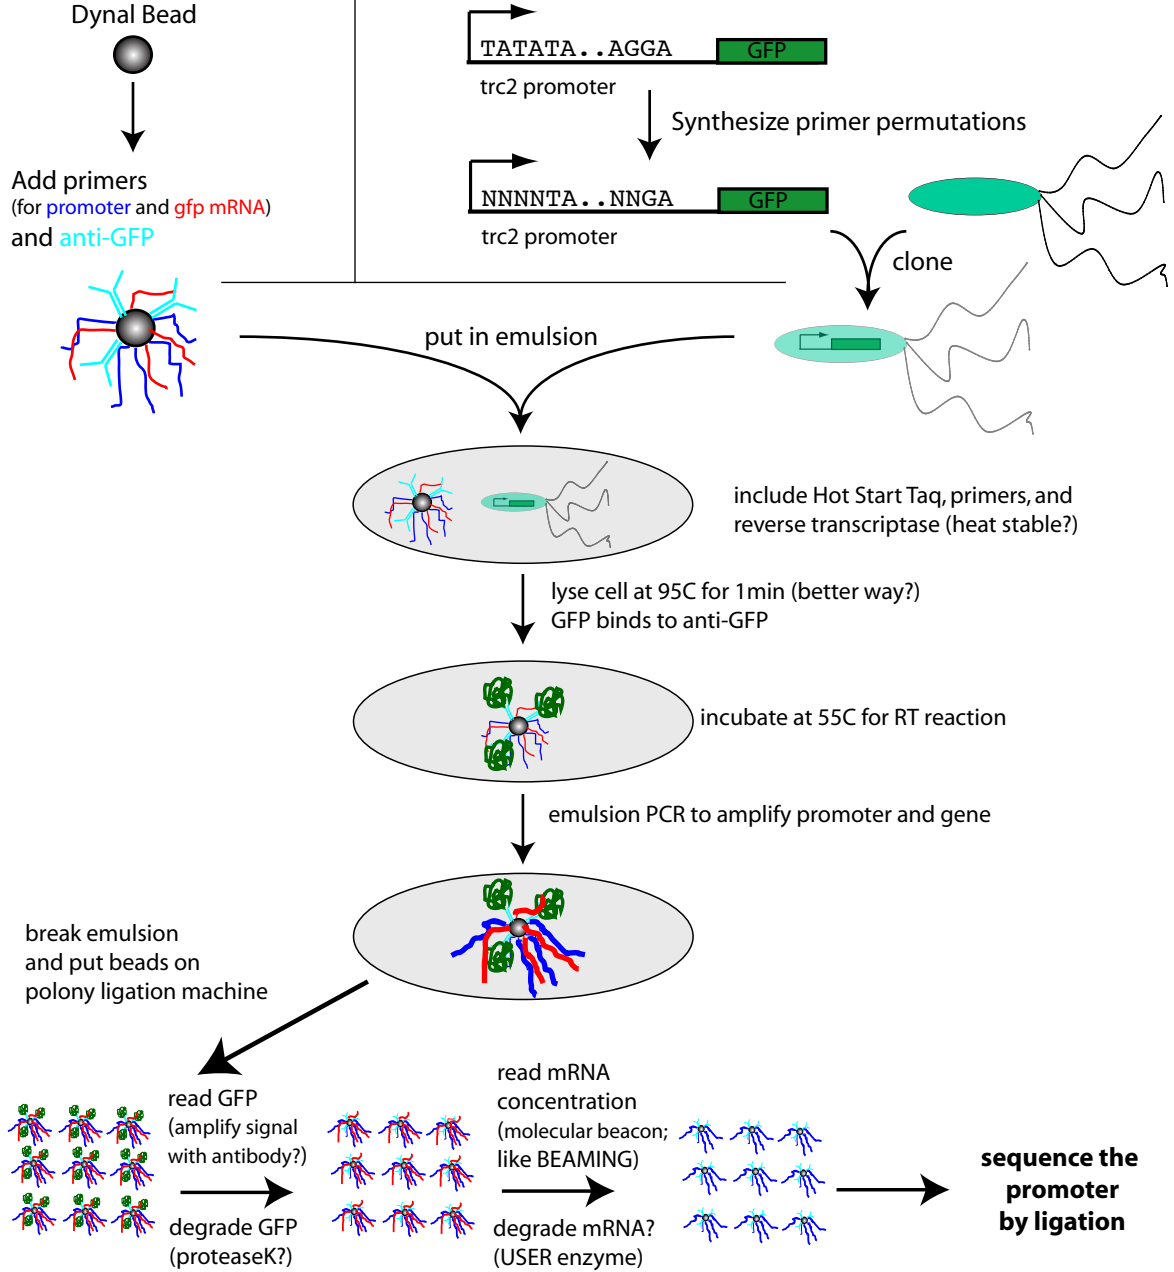 Dynal Bead
Add primers
(for promoter and gfp mRNA)
and anti-GFP
TATATA..AGGA
GFP
trc2 promoter
Synthesize primer permutations
NNNNTA..NNGA
GFP
trc2 promoter
clone
put in emulsion
include Hot Start Taq, primers, and
reverse transcriptase (heat stable?)
lyse cell at 95C for 1min (better way?)
GFP binds to anti-GFP
incubate at 55C for RT reaction
emulsion PCR to amplify promoter and gene
break emulsion
and put beads on
polony ligation machine
read GFP
(amplify signal
with antibody?)
degrade GFP
(proteaseK?)
read mRNA
concentration
(molecular beacon;
like BEAMING)
degrade mRNA?
(USER enzyme)
sequence the
promoter
by ligation